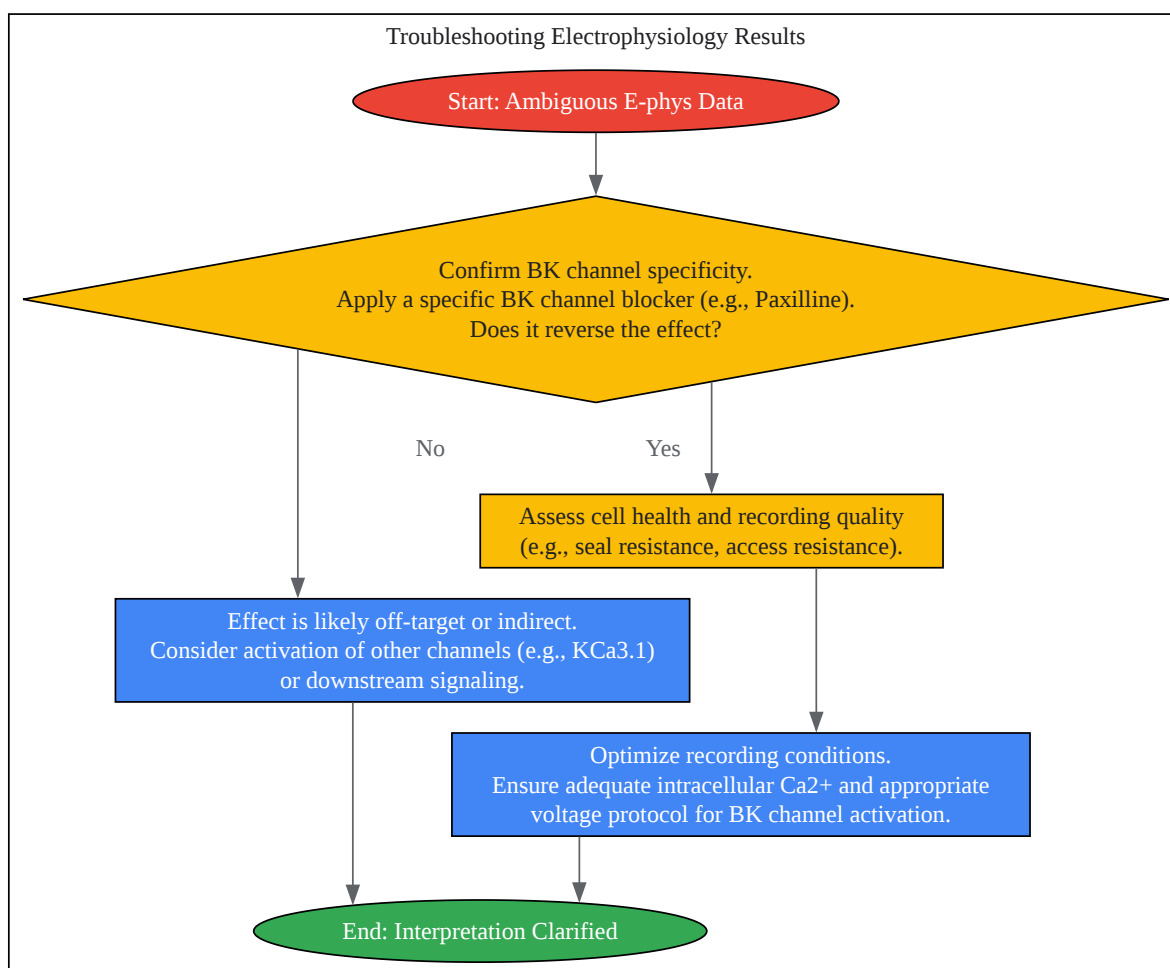 Troubleshooting Electrophysiology Results
Start: Ambiguous E-phys Data
Confirm BK channel specificity.
Apply a specific BK channel blocker (e.g., Paxilline).
Does it reverse the effect?
No
Yes
Assess cell health and recording quality
(e.g., seal resistance, access resistance).
Effect is likely off-target or indirect.
Consider activation of other channels (e.g., KCa3.1)
or downstream signaling.
Optimize recording conditions.
Ensure adequate intracellular Ca2+ and appropriate
voltage protocol for BK channel activation.
End: Interpretation Clarified